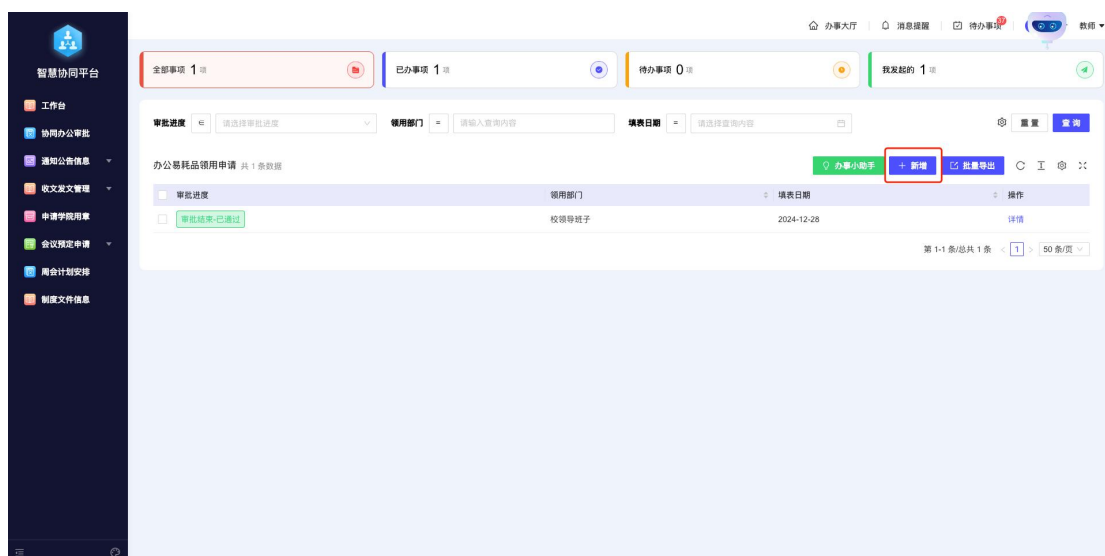 办事大厅 消息提醒 待办事项 37 教师
智慧协同平台
全部事项 1 项 已办事项 1 项 待办事项 0 项 我发起的 1 项
工作台
协同办公审批
通知公告信息
收文发文管理
申请学院用章
会议预定申请
周会计划安排
制度文件信息
审批进度 ∈ 请选择审批进度 领用部门 = 请输入查询内容 填表日期 = 请选择查询内容 重置 查询
办公易耗品领用申请 共 1 条数据 办事小助手 + 新增 批量导出
审批进度 领用部门 填表日期 操作
审批结束-已通过 校领导班子 2024-12-28 详情
第 1-1 条/总共 1 条 < 1 > 50 条/页